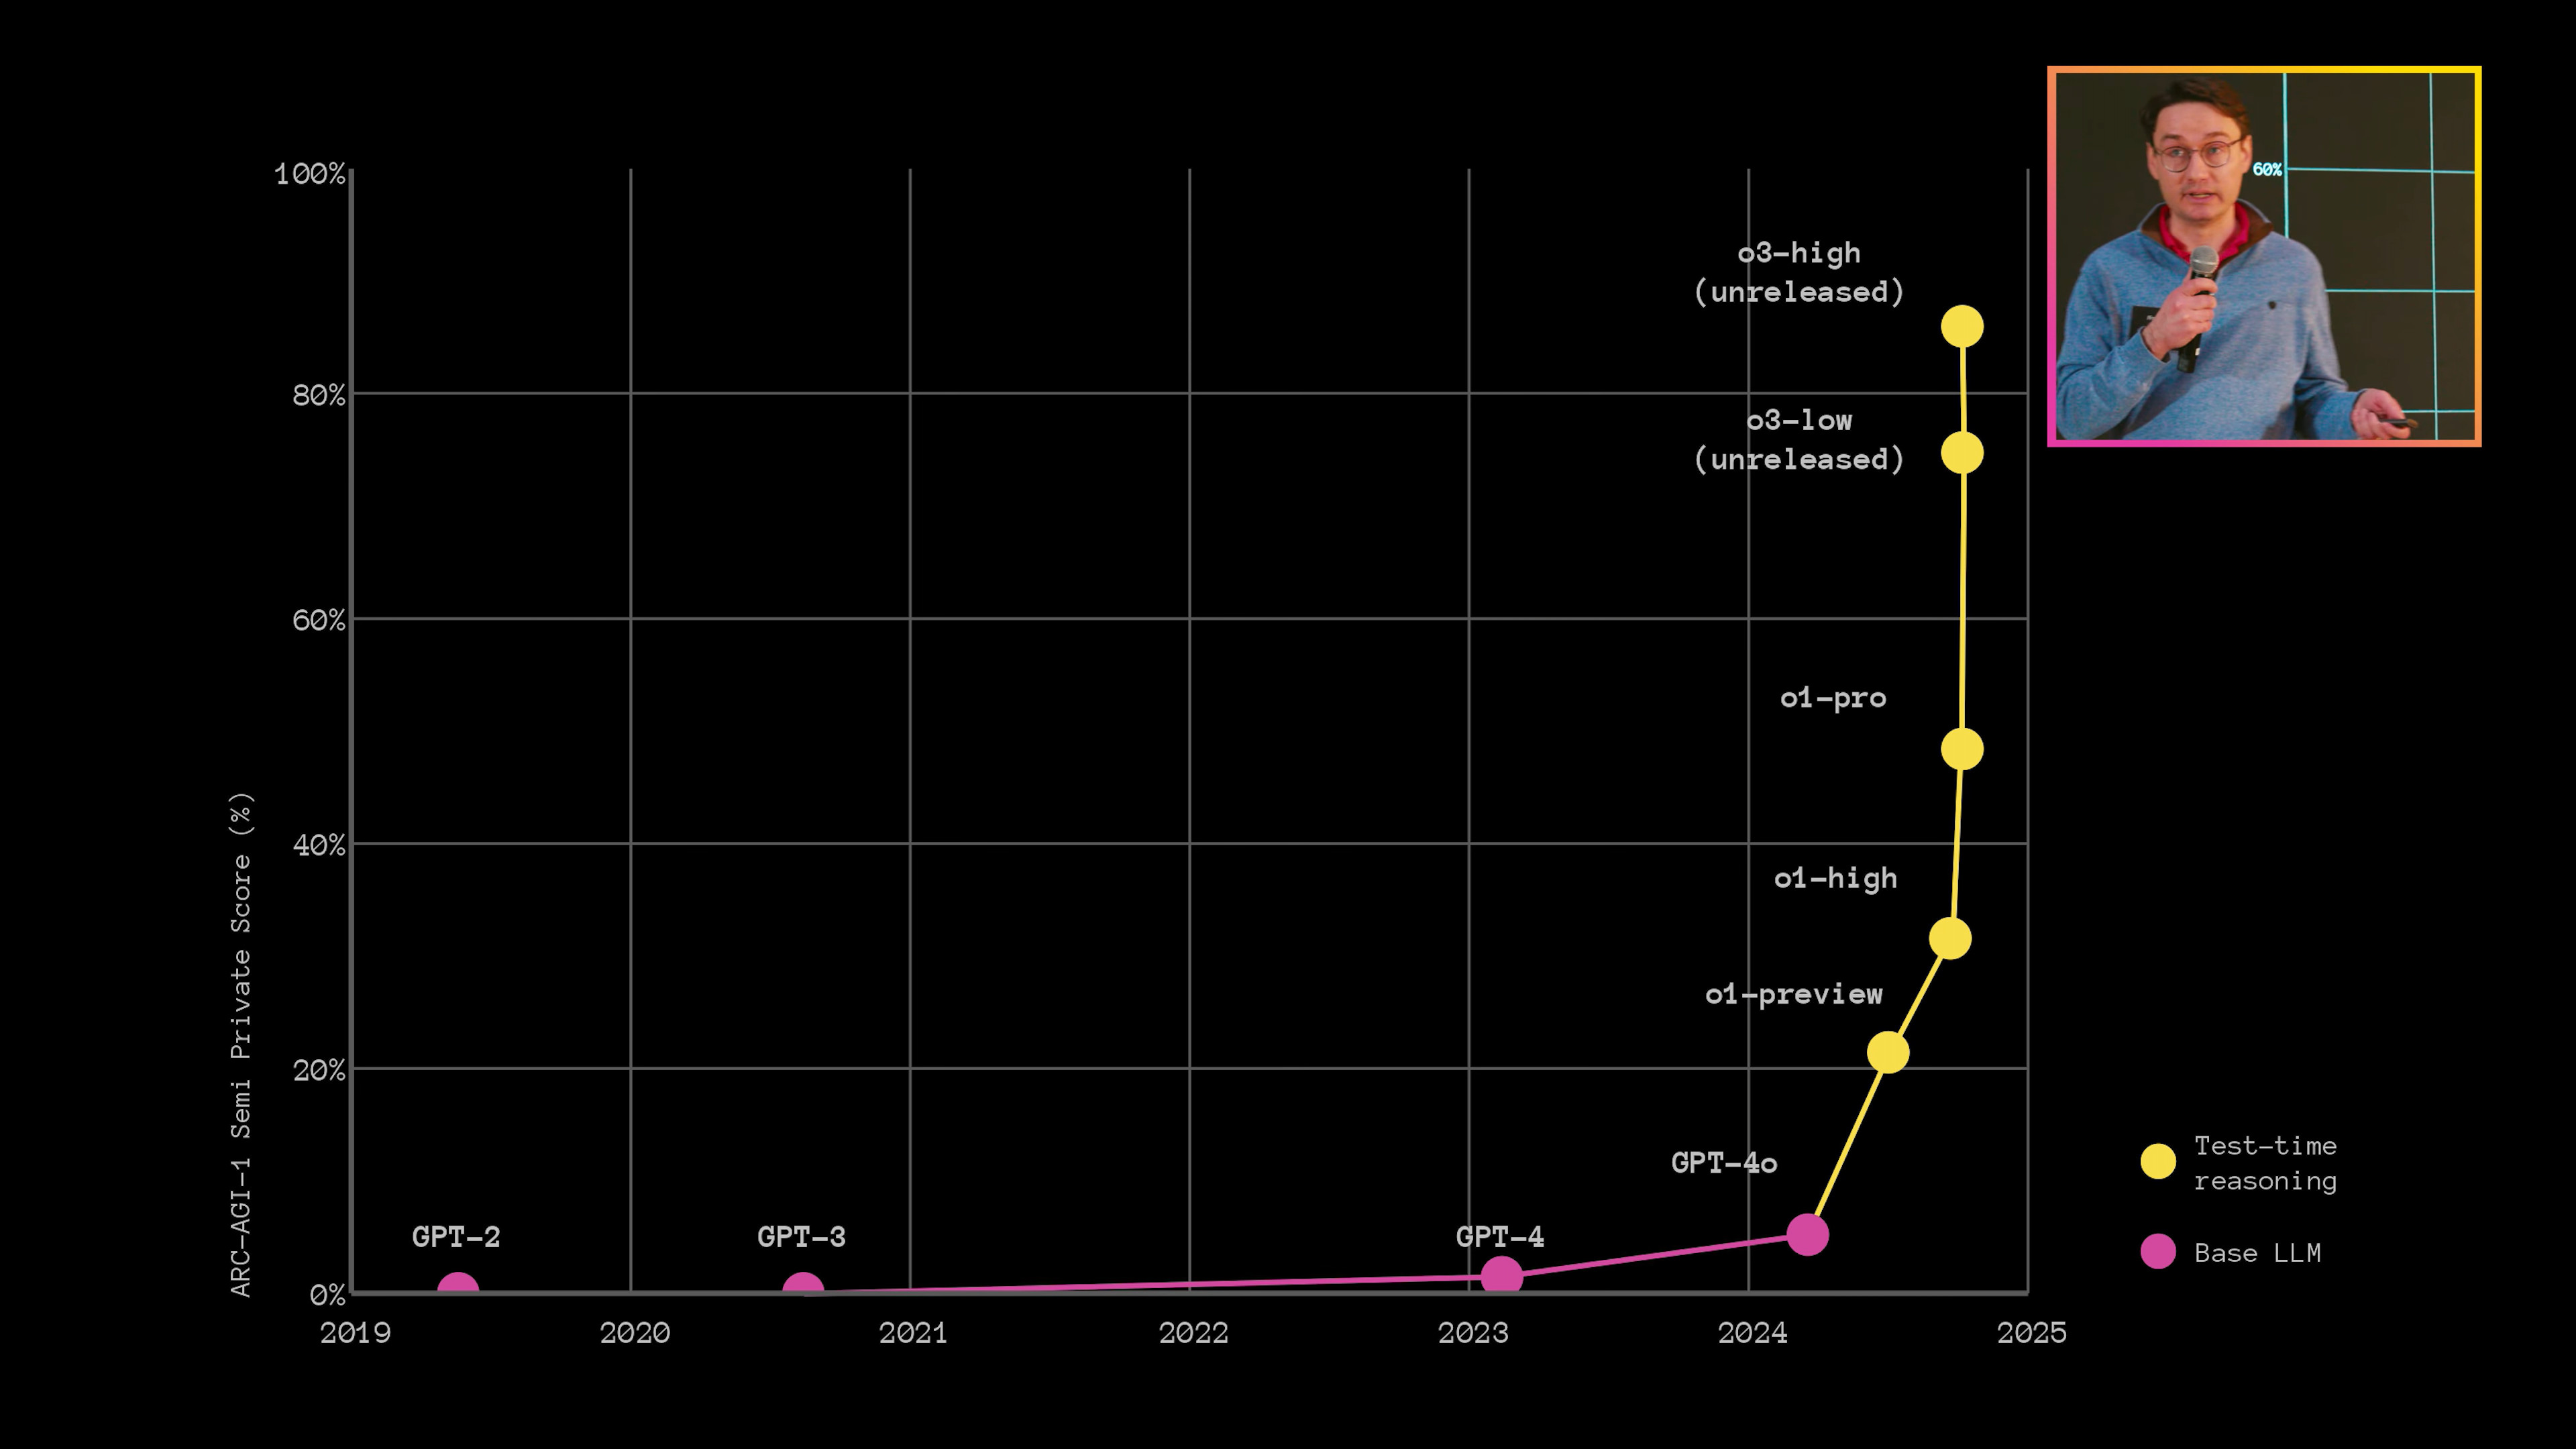 100%
80%
60%
40%
20%
0%
ARC-AGI-1 Semi Private Score (%)
2019
2020
2021
2022
2023
2024
2025
GPT-2
GPT-3
GPT-4
GPT-4o
o1-preview
o1-high
o1-pro
o3-low
(unreleased)
o3-high
(unreleased)
60%
Test-time
reasoning
Base LLM